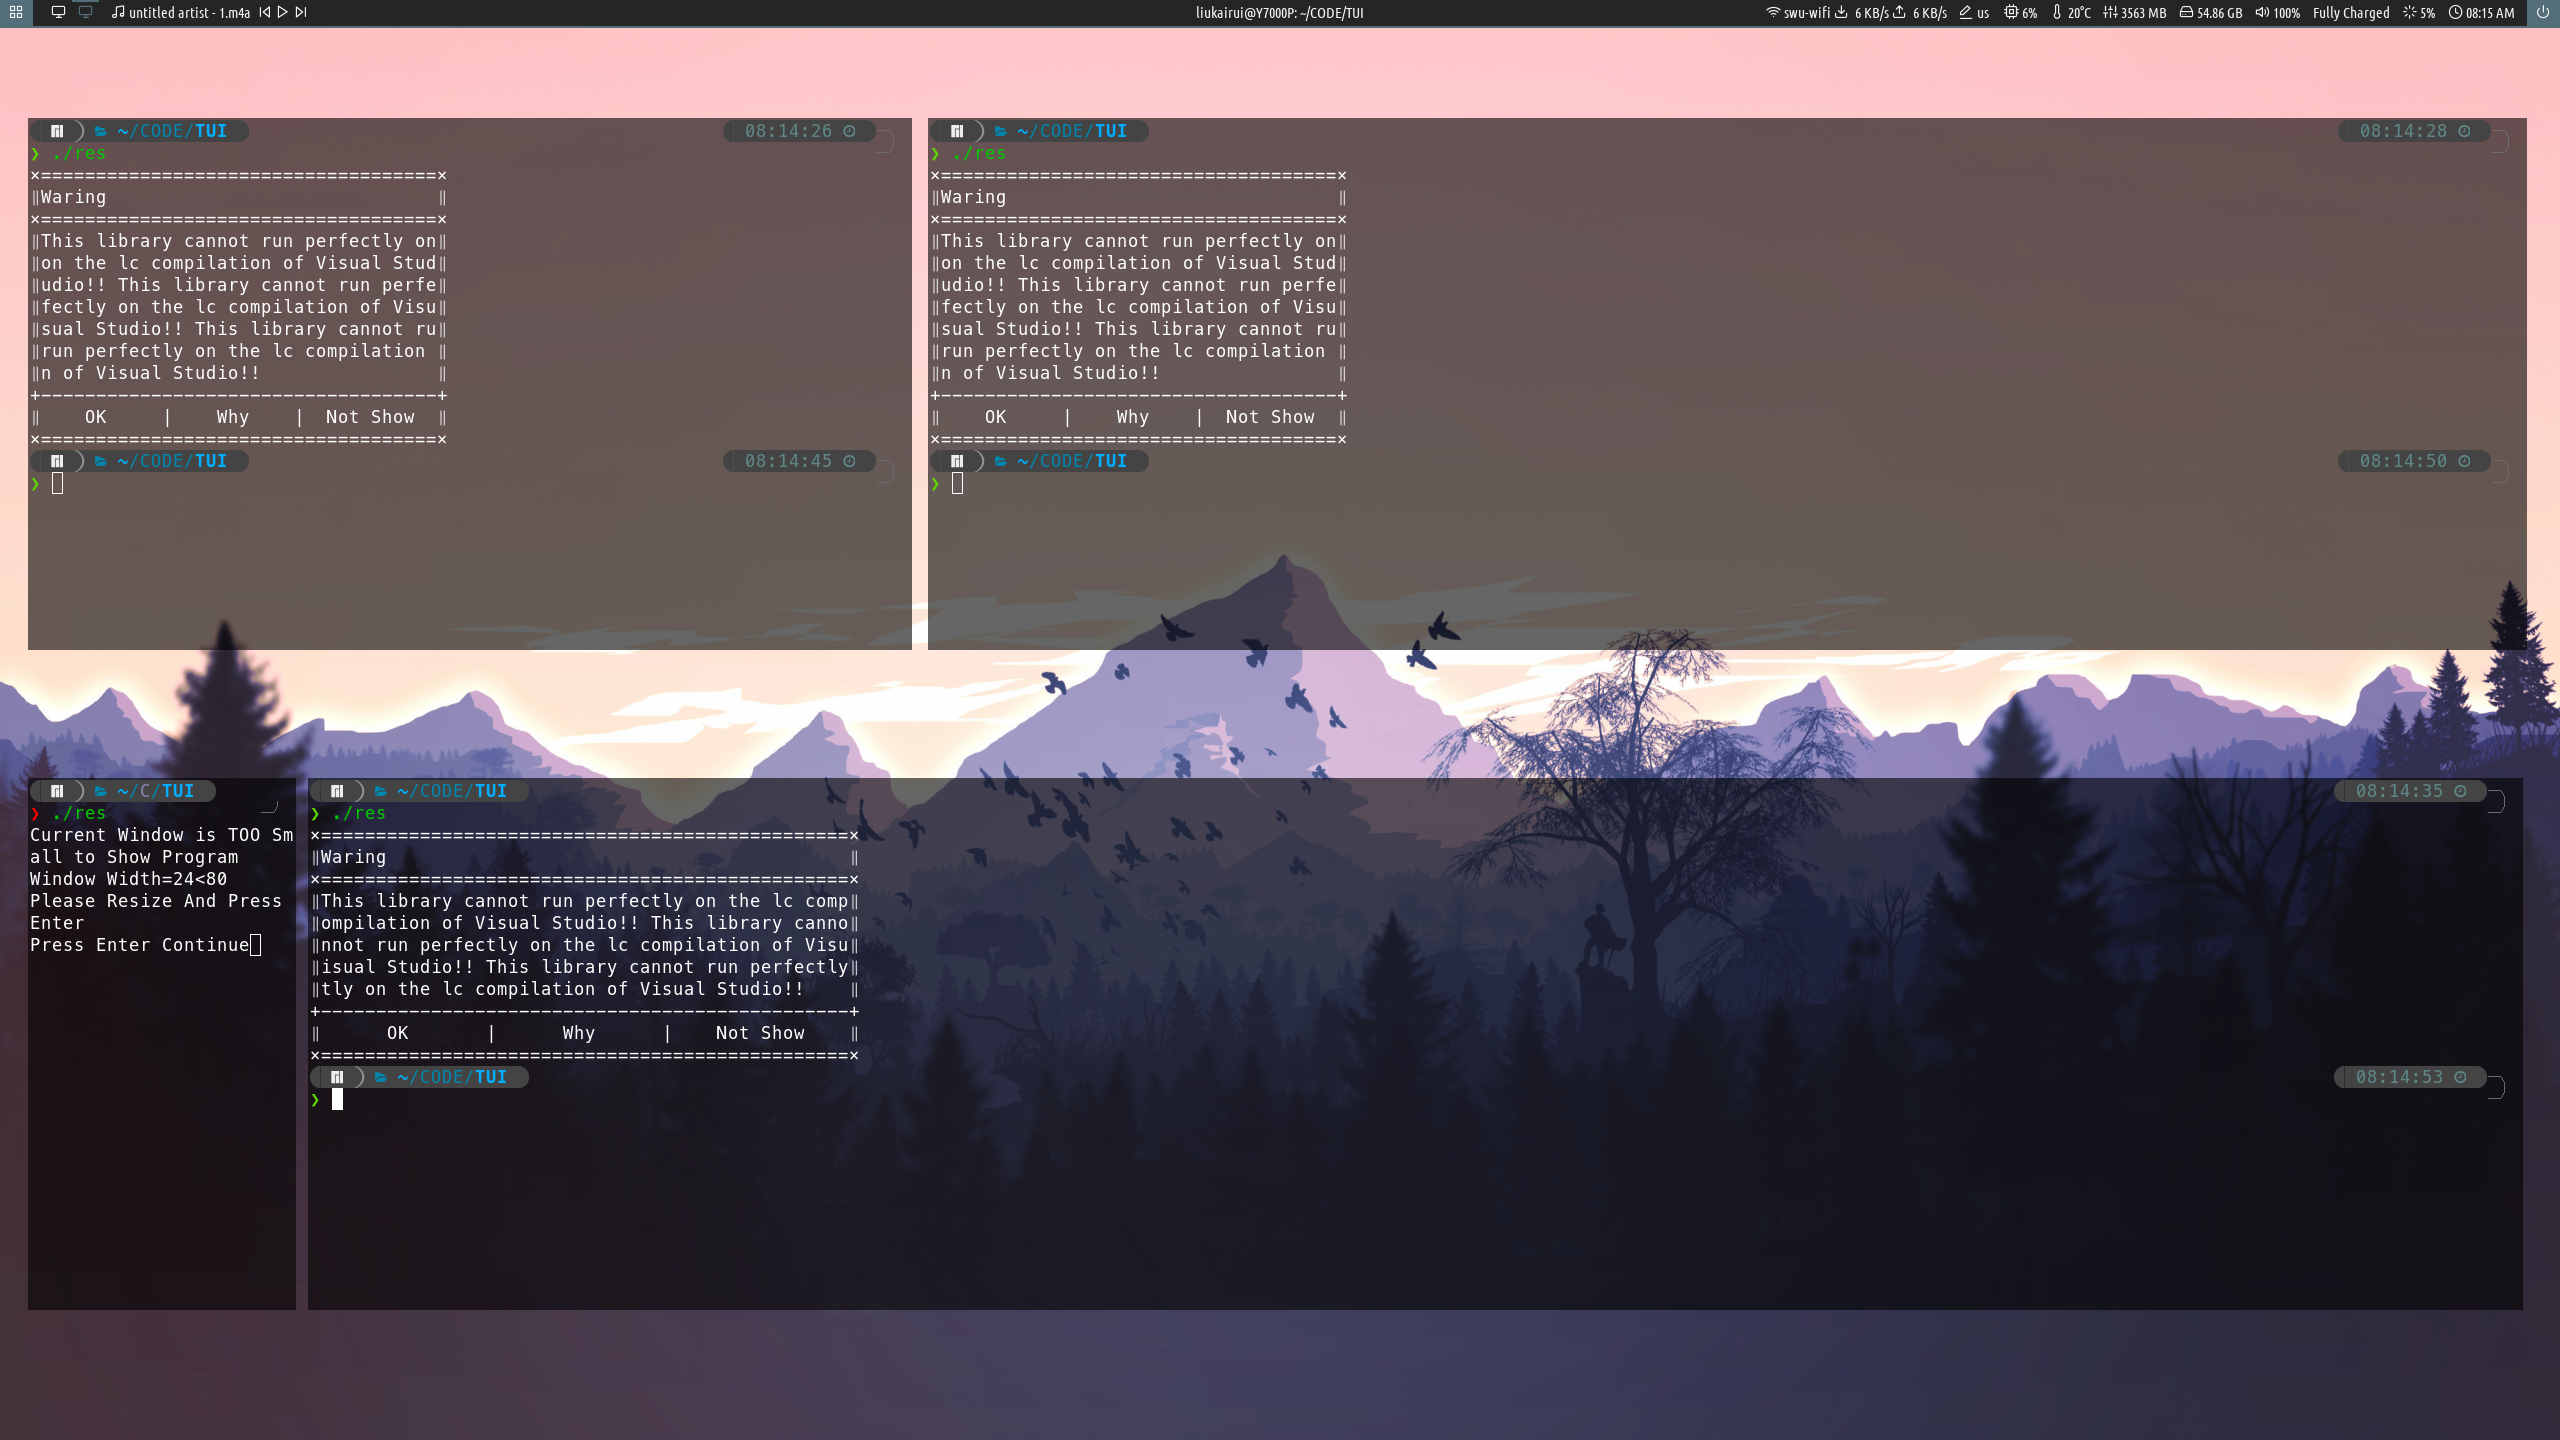 untitled artist - 1.m4a
liukairui@Y7000P: ~/CODE/TUI
swu-wifi 6 KB/s 6 KB/s us 6% 20°C 3563 MB 54.86 GB 100% Fully Charged 5% 08:15 AM
~/CODE/TUI 08:14:26
❯ ./res
×====================================×
‖Waring                              ‖
×====================================×
‖This library cannot run perfectly on‖
‖on the lc compilation of Visual Stud‖
‖udio!! This library cannot run perfe‖
‖fectly on the lc compilation of Visu‖
‖sual Studio!! This library cannot ru‖
‖run perfectly on the lc compilation ‖
‖n of Visual Studio!!                ‖
+------------------------------------+
‖    OK     |    Why    |  Not Show  ‖
×====================================×
~/CODE/TUI 08:14:45
❯
~/CODE/TUI 08:14:28
❯ ./res
×====================================×
‖Waring                              ‖
×====================================×
‖This library cannot run perfectly on‖
‖on the lc compilation of Visual Stud‖
‖udio!! This library cannot run perfe‖
‖fectly on the lc compilation of Visu‖
‖sual Studio!! This library cannot ru‖
‖run perfectly on the lc compilation ‖
‖n of Visual Studio!!                ‖
+------------------------------------+
‖    OK     |    Why    |  Not Show  ‖
×====================================×
~/CODE/TUI 08:14:50
❯
~/C/TUI
❯ ./res
Current Window is TOO Sm
all to Show Program
Window Width=24<80
Please Resize And Press
Enter
Press Enter Continue
~/CODE/TUI 08:14:35
❯ ./res
×================================================×
‖Waring                                          ‖
×================================================×
‖This library cannot run perfectly on the lc comp‖
‖ompilation of Visual Studio!! This library canno‖
‖nnot run perfectly on the lc compilation of Visu‖
‖isual Studio!! This library cannot run perfectly‖
‖tly on the lc compilation of Visual Studio!!    ‖
+------------------------------------------------+
‖      OK       |      Why      |    Not Show    ‖
×================================================×
~/CODE/TUI 08:14:53
❯